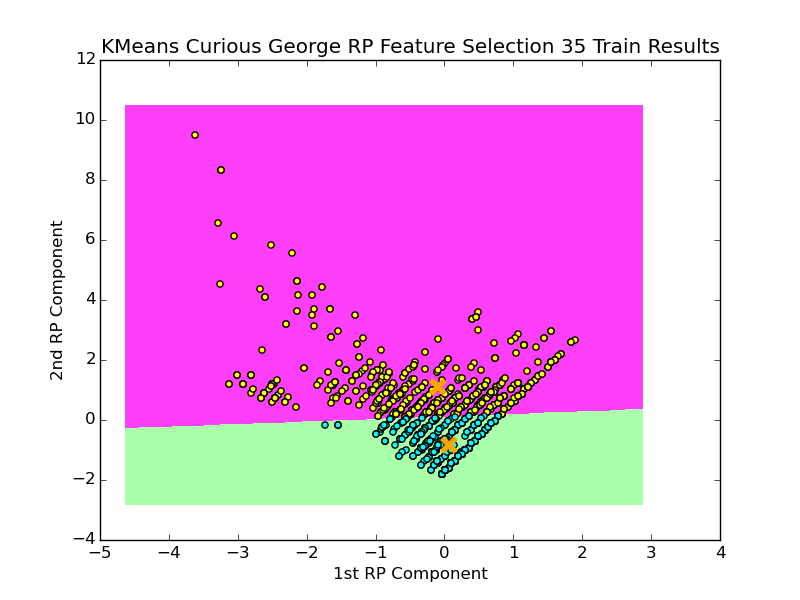 KMeans Curious George RP Feature Selection 35 Train Results
12
10
8
6
4
2
0
−2
−4
2nd RP Component
−5 −4 −3 −2 −1 0 1 2 3 4
1st RP Component